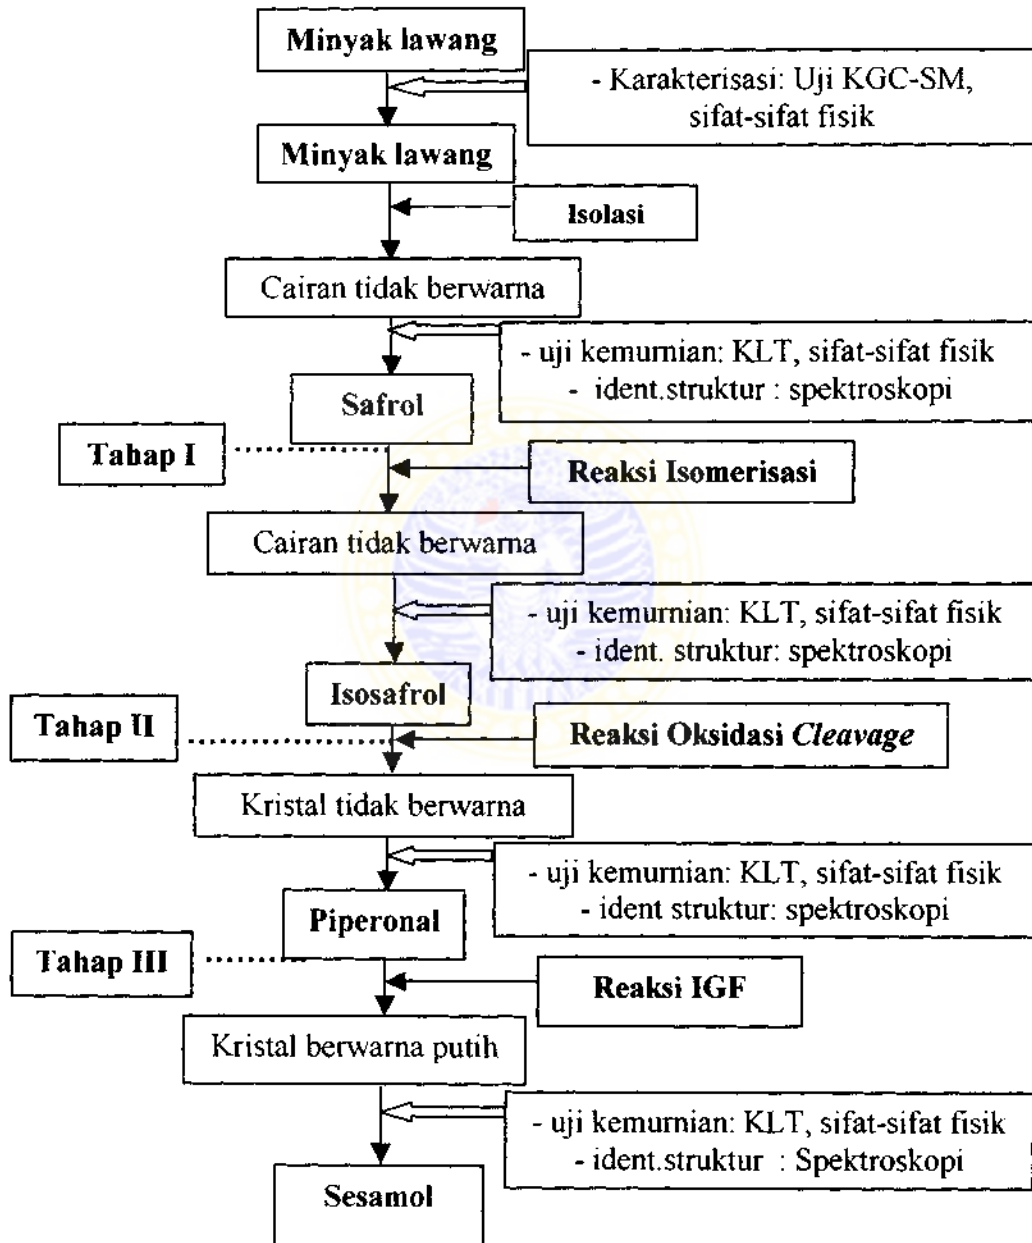 Minyak lawang
- Karakterisasi: Uji KGC-SM,
sifat-sifat fisik
Minyak lawang
Isolasi
Cairan tidak berwarna
- uji kemurnian: KLT, sifat-sifat fisik
- ident.struktur : spektroskopi
Safrol
Tahap I
Reaksi Isomerisasi
Cairan tidak berwarna
- uji kemurnian: KLT, sifat-sifat fisik
- ident. struktur: spektroskopi
Isosafrol
Tahap II
Reaksi Oksidasi Cleavage
Kristal tidak berwarna
- uji kemurnian: KLT, sifat-sifat fisik
- ident struktur: spektroskopi
Piperonal
Tahap III
Reaksi IGF
Kristal berwarna putih
- uji kemurnian: KLT, sifat-sifat fisik
- ident.struktur : Spektroskopi
Sesamol